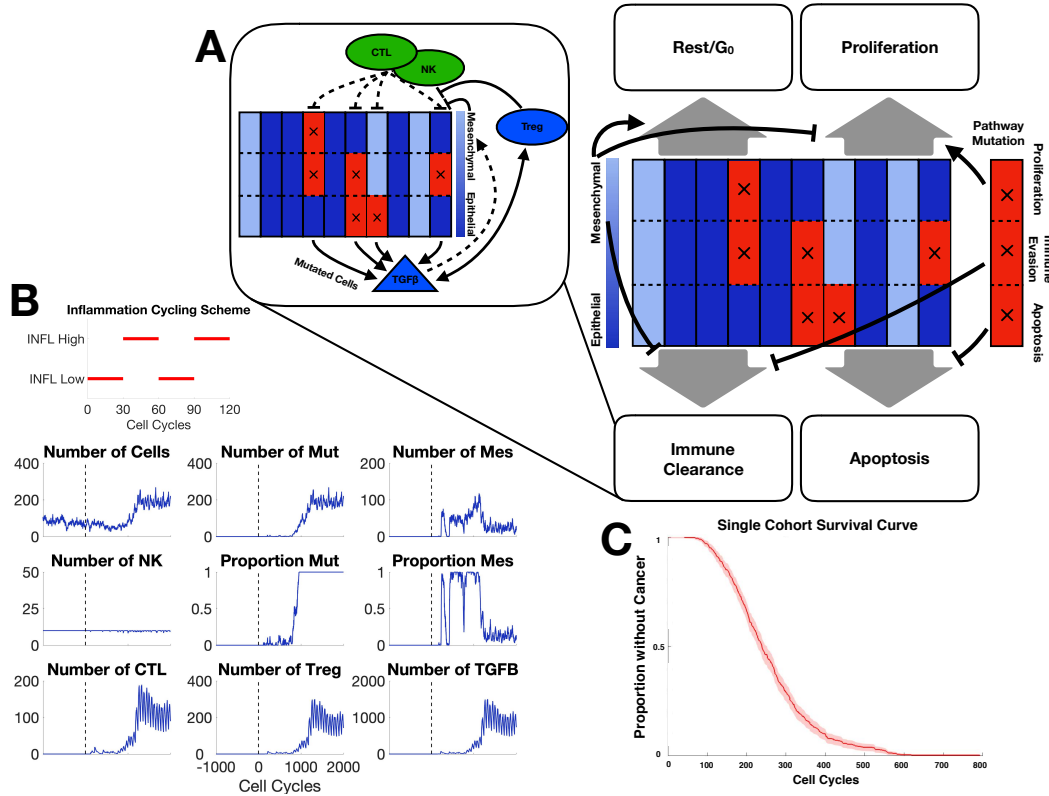 A
CTL
NK
Treg
Mesenchymal
Epithelial
× × × × × ×
Mutated Cells
TGFβ
Rest/G₀
Proliferation
Pathway
Mutation
Mesenchymal
Epithelial
× × × × × ×
× × ×
Proliferation
Immune
Evasion
Apoptosis
Immune
Clearance
Apoptosis
B
Inflammation Cycling Scheme
INFL High
INFL Low
0 30 60 90 120
Cell Cycles
Number of Cells
400
200
0
Number of Mut
400
200
0
Number of Mes
200
100
0
Number of NK
50
25
0
Proportion Mut
1
0.5
0
Proportion Mes
1
0.5
0
Number of CTL
200
100
0
Number of Treg
400
200
0
-1000 0 1000 2000
Cell Cycles
Number of TGFB
1000
0
C
Single Cohort Survival Curve
Proportion without Cancer
1
0.5
0
0 100 200 300 400 500 600 700 800
Cell Cycles